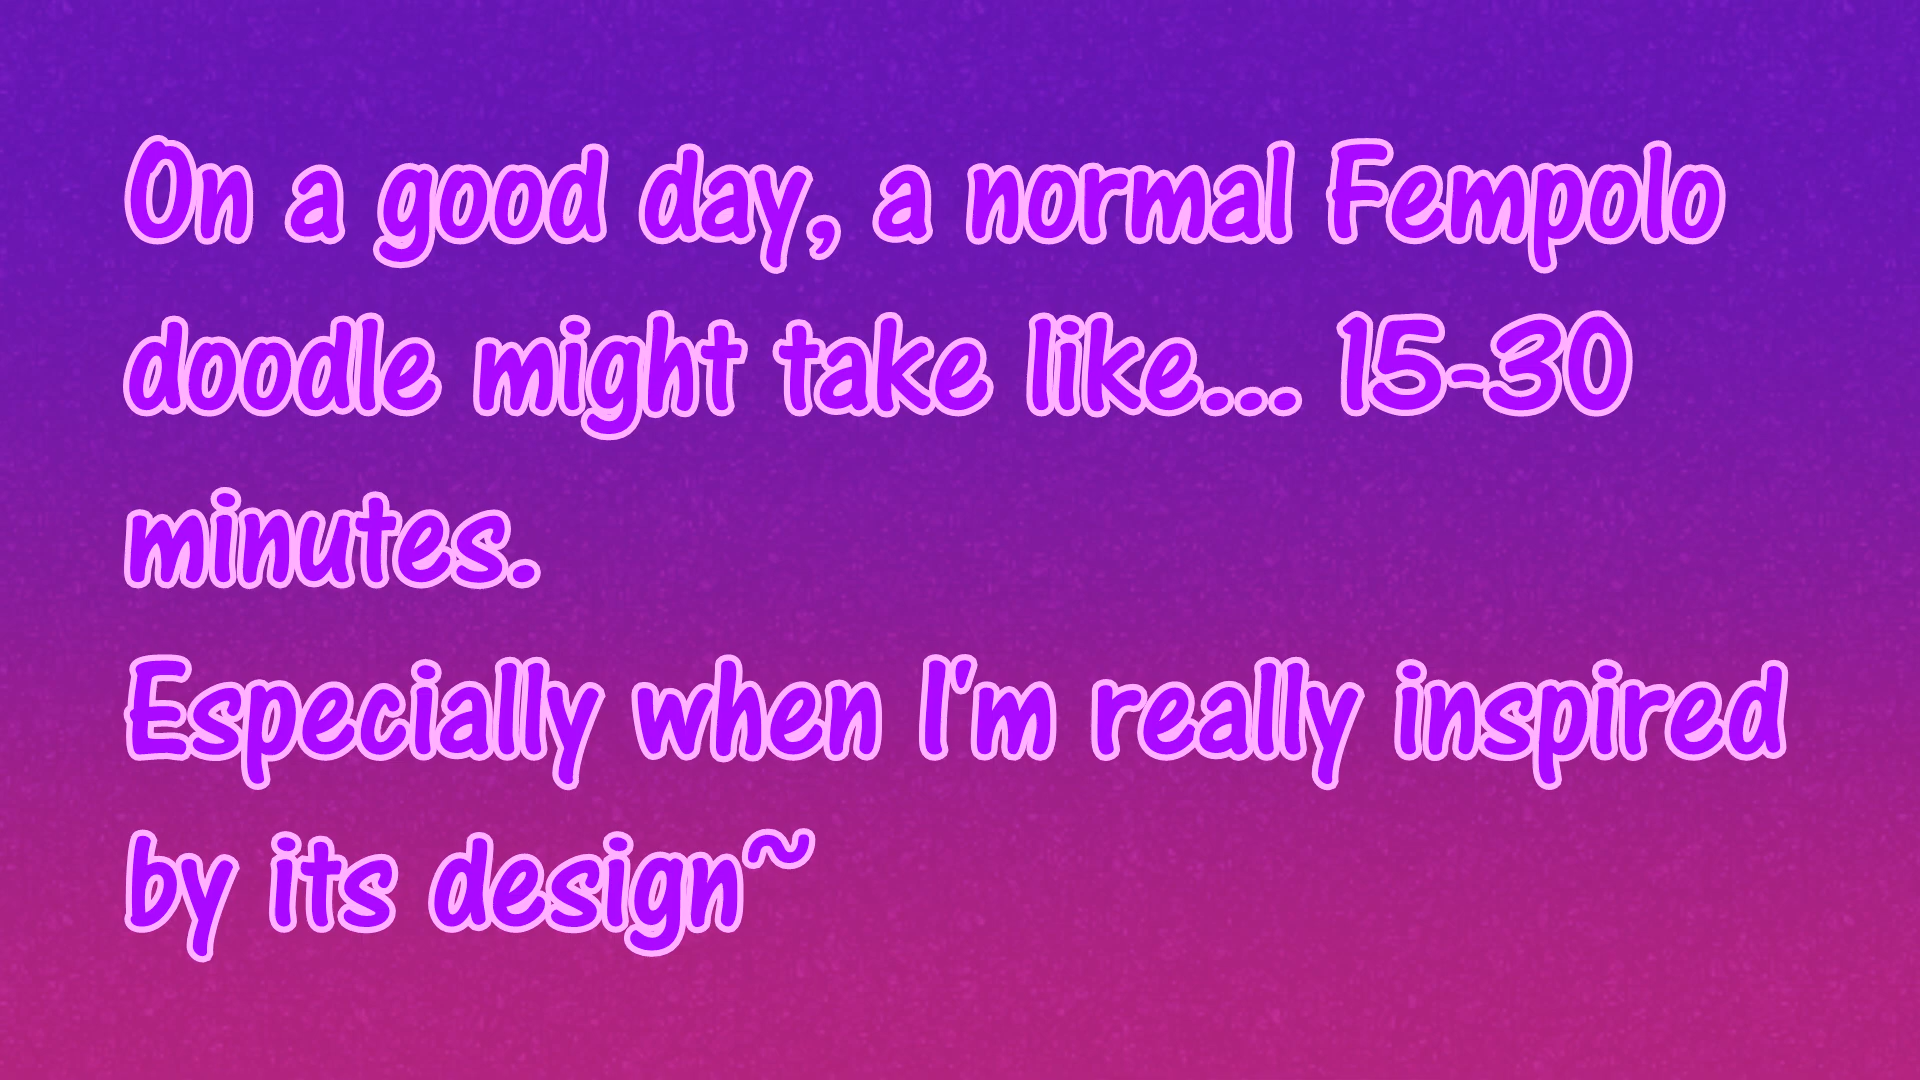 On a good day, a normal Fempolo
doodle might take like... 15-30
minutes.
Especially when I'm really inspired
by its design~